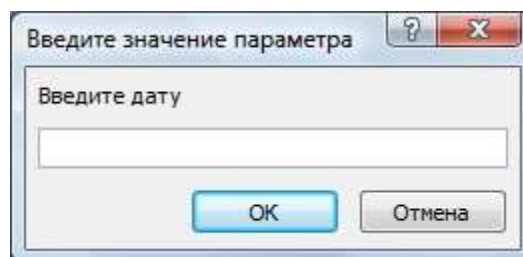 Введите значение параметра
Введите дату
OK
Отмена